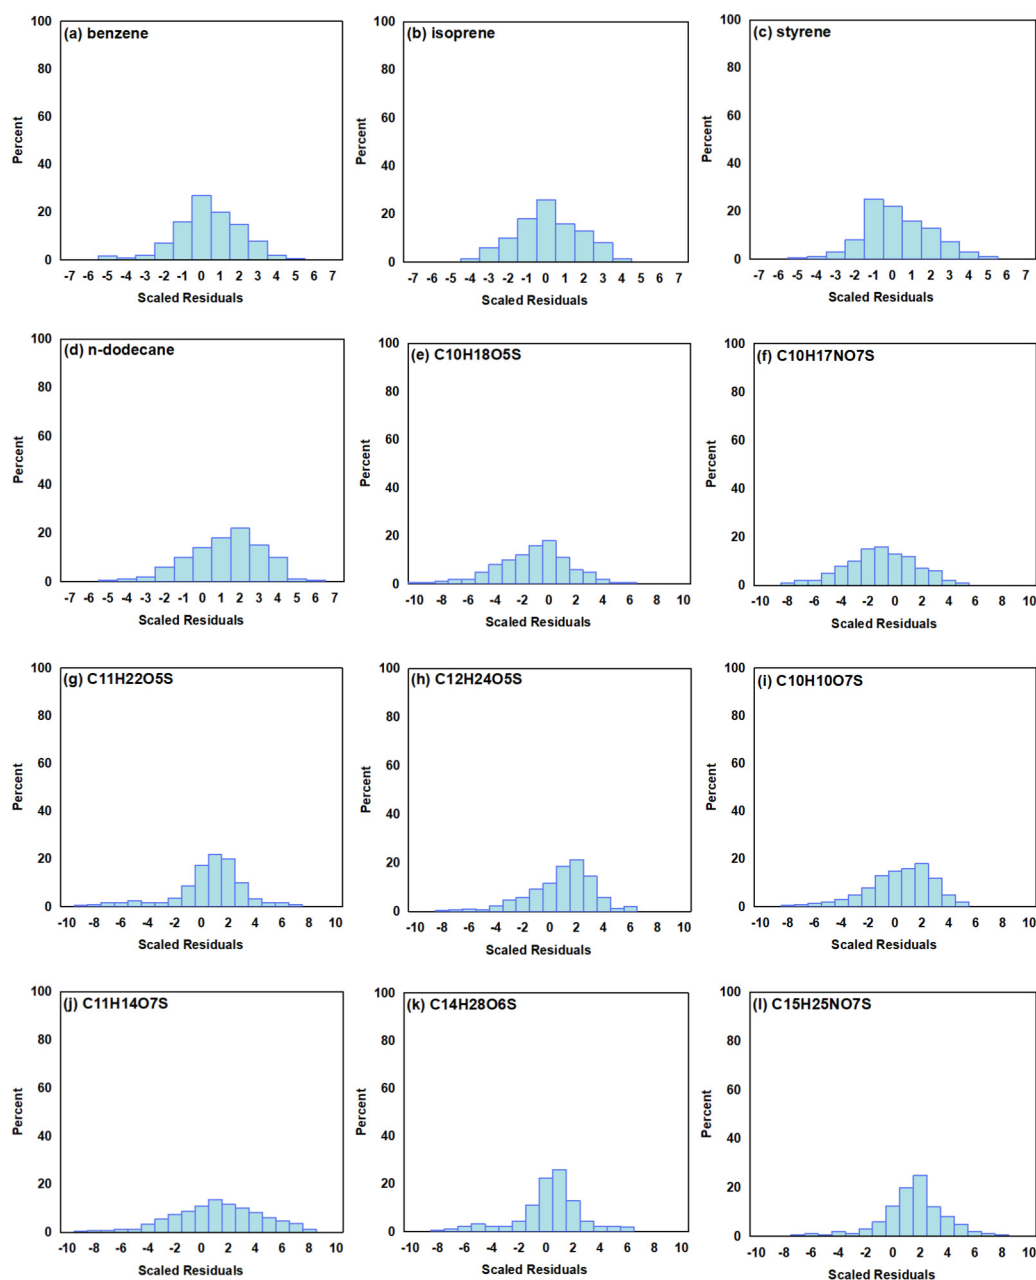 (a) benzene
100
80
60
40
20
0
Percent
-7 -6 -5 -4 -3 -2 -1 0 1 2 3 4 5 6 7
Scaled Residuals
(b) isoprene
100
80
60
40
20
0
Percent
-7 -6 -5 -4 -3 -2 -1 0 1 2 3 4 5 6 7
Scaled Residuals
(c) styrene
100
80
60
40
20
0
Percent
-7 -6 -5 -4 -3 -2 -1 0 1 2 3 4 5 6 7
Scaled Residuals
(d) n-dodecane
100
80
60
40
20
0
Percent
-7 -6 -5 -4 -3 -2 -1 0 1 2 3 4 5 6 7
Scaled Residuals
(e) C10H18O5S
100
80
60
40
20
0
Percent
-10 -8 -6 -4 -2 0 2 4 6 8 10
Scaled Residuals
(f) C10H17NO7S
100
80
60
40
20
0
Percent
-10 -8 -6 -4 -2 0 2 4 6 8 10
Scaled Residuals
(g) C11H22O5S
100
80
60
40
20
0
Percent
-10 -8 -6 -4 -2 0 2 4 6 8 10
Scaled Residuals
(h) C12H24O5S
100
80
60
40
20
0
Percent
-10 -8 -6 -4 -2 0 2 4 6 8 10
Scaled Residuals
(i) C10H10O7S
100
80
60
40
20
0
Percent
-10 -8 -6 -4 -2 0 2 4 6 8 10
Scaled Residuals
(j) C11H14O7S
100
80
60
40
20
0
Percent
-10 -8 -6 -4 -2 0 2 4 6 8 10
Scaled Residuals
(k) C14H28O6S
100
80
60
40
20
0
Percent
-10 -8 -6 -4 -2 0 2 4 6 8 10
Scaled Residuals
(l) C15H25NO7S
100
80
60
40
20
0
Percent
-10 -8 -6 -4 -2 0 2 4 6 8 10
Scaled Residuals